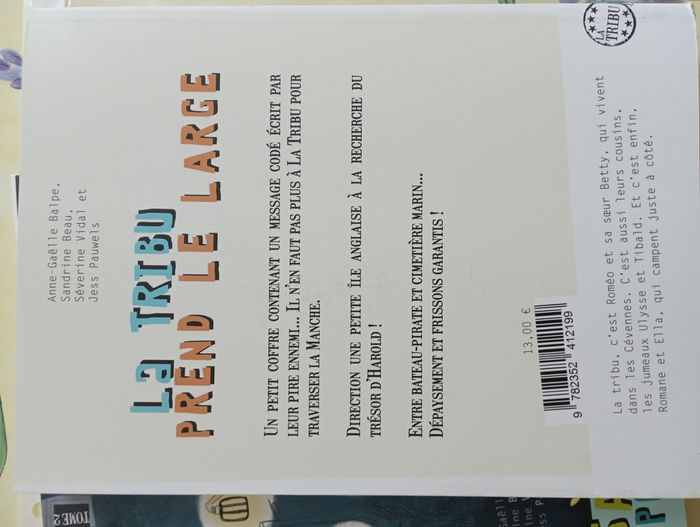 Anne-Gaëlle Balpe,
Sandrine Beau,
Séverine Vidal et
Jess Pauwels
La TRIBU
PREND LE LARGE
UN PETIT COFFRE CONTENANT UN MESSAGE CODÉ ÉCRIT PAR
LEUR PIRE ENNEMI... IL N'EN FAUT PAS PLUS À LA TRIBU POUR
TRAVERSER LA MANCHE.
DIRECTION UNE PETITE ÎLE ANGLAISE À LA RECHERCHE DU
TRÉSOR D'HAROLD !
ENTRE BATEAU-PIRATE ET CIMETIÈRE MARIN...
DÉPAYSEMENT ET FRISSONS GARANTIS !
13.00 €
9 782352 412199
La tribu, c'est Roméo et sa sœur Betty, qui vivent
dans les Cévennes. C'est aussi leurs cousins,
les jumeaux Ulysse et Tibald. Et c'est enfin,
Romane et Ella, qui campent juste à côté.
LA
TRIBU
TOME 2